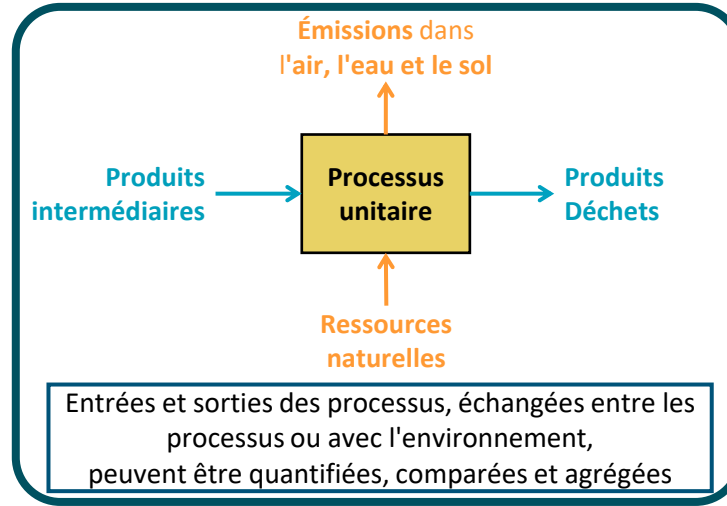 Émissions dans
l'air, l'eau et le sol
Produits
intermédiaires
Processus
unitaire
Produits
Déchets
Ressources
naturelles
Entrées et sorties des processus, échangées entre les
processus ou avec l'environnement,
peuvent être quantifiées, comparées et agrégées